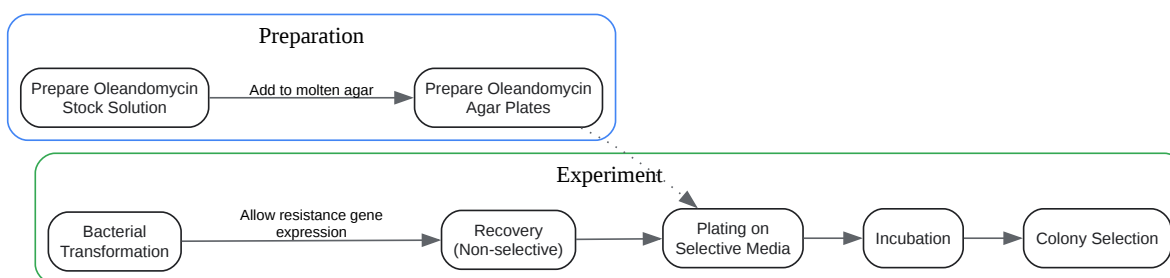 Preparation
Prepare Oleandomycin
Stock Solution
Add to molten agar
Prepare Oleandomycin
Agar Plates
Experiment
Bacterial
Transformation
Allow resistance gene
expression
Recovery
(Non-selective)
Plating on
Selective Media
Incubation
Colony Selection